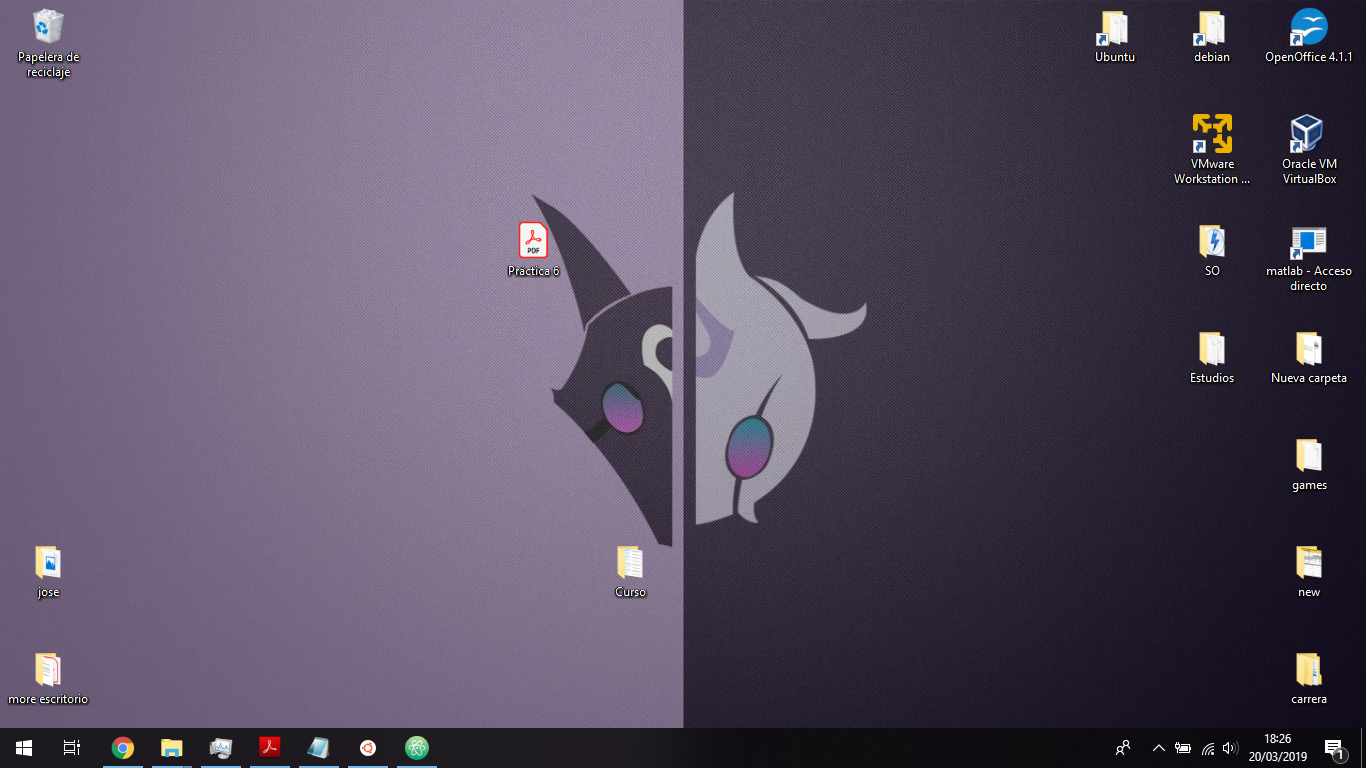 Papelera de
reciclaje
Ubuntu
debian
OpenOffice 4.1.1
VMware
Workstation ...
Oracle VM
VirtualBox
PDF
Práctica 6
SO
matlab - Acceso
directo
Estudios
Nueva carpeta
games
jose
Curso
new
more escritorio
carrera
18:26
20/03/2019
1